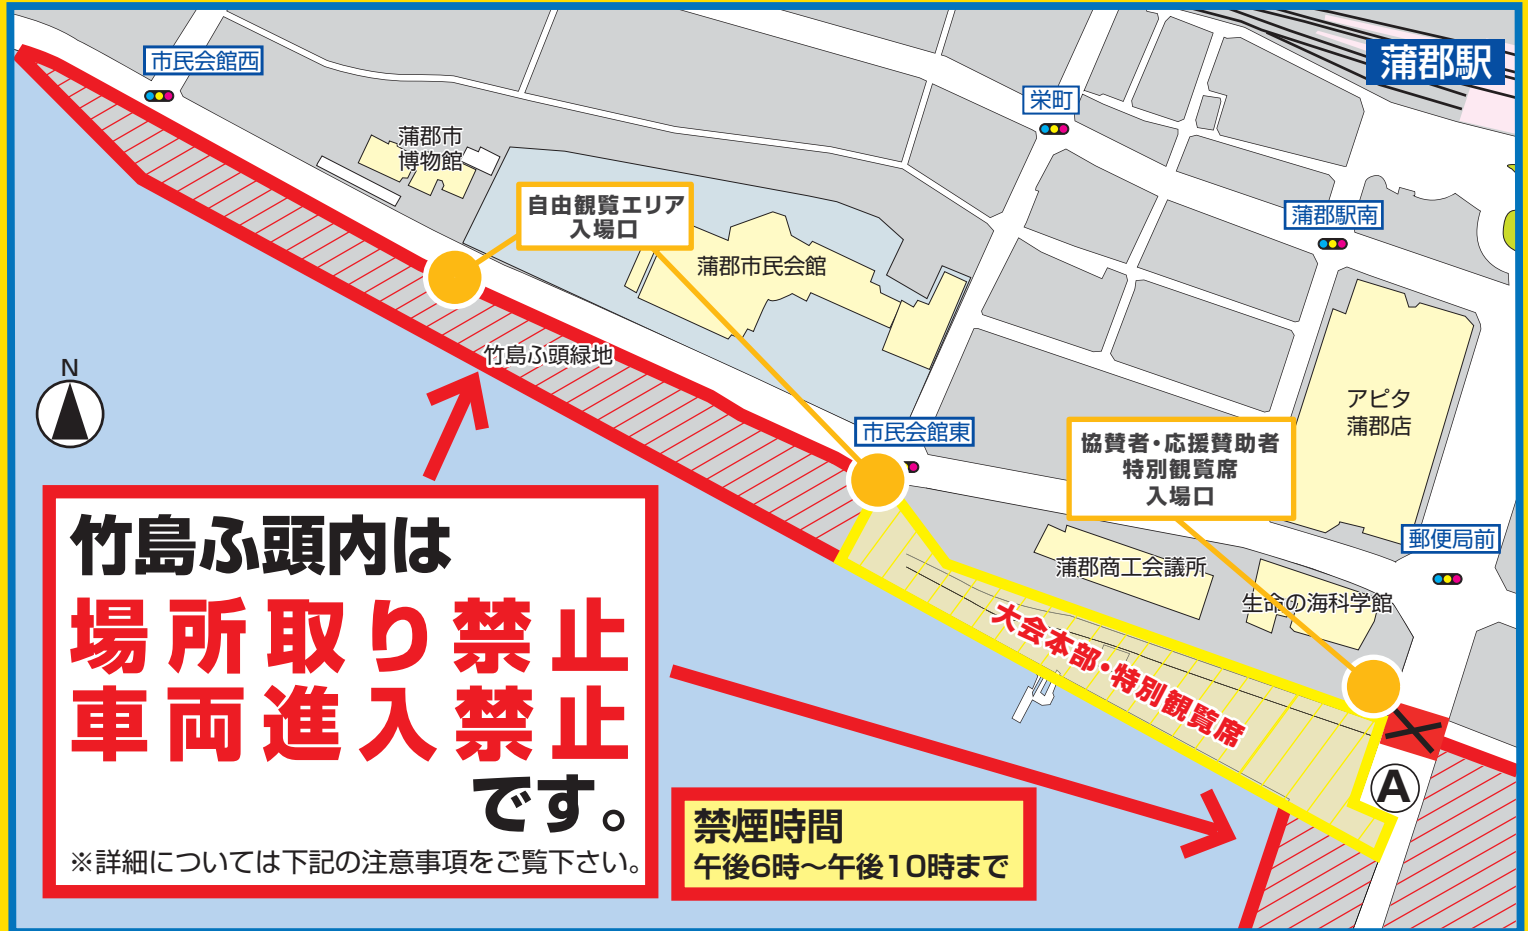 蒲郡駅
市民会館西
栄町
蒲郡市
博物館
自由観覧エリア
入場口
蒲郡駅南
蒲郡市民会館
竹島ふ頭緑地
N
アピタ
蒲郡店
市民会館東
協賛者・応援賛助者
特別観覧席
入場口
郵便局前
蒲郡商工会議所
生命の海科学館
大会本部・特別観覧席
A
竹島ふ頭内は
場所取り禁止
車両進入禁止
です。
※詳細については下記の注意事項をご覧下さい。
禁煙時間
午後6時~午後10時まで